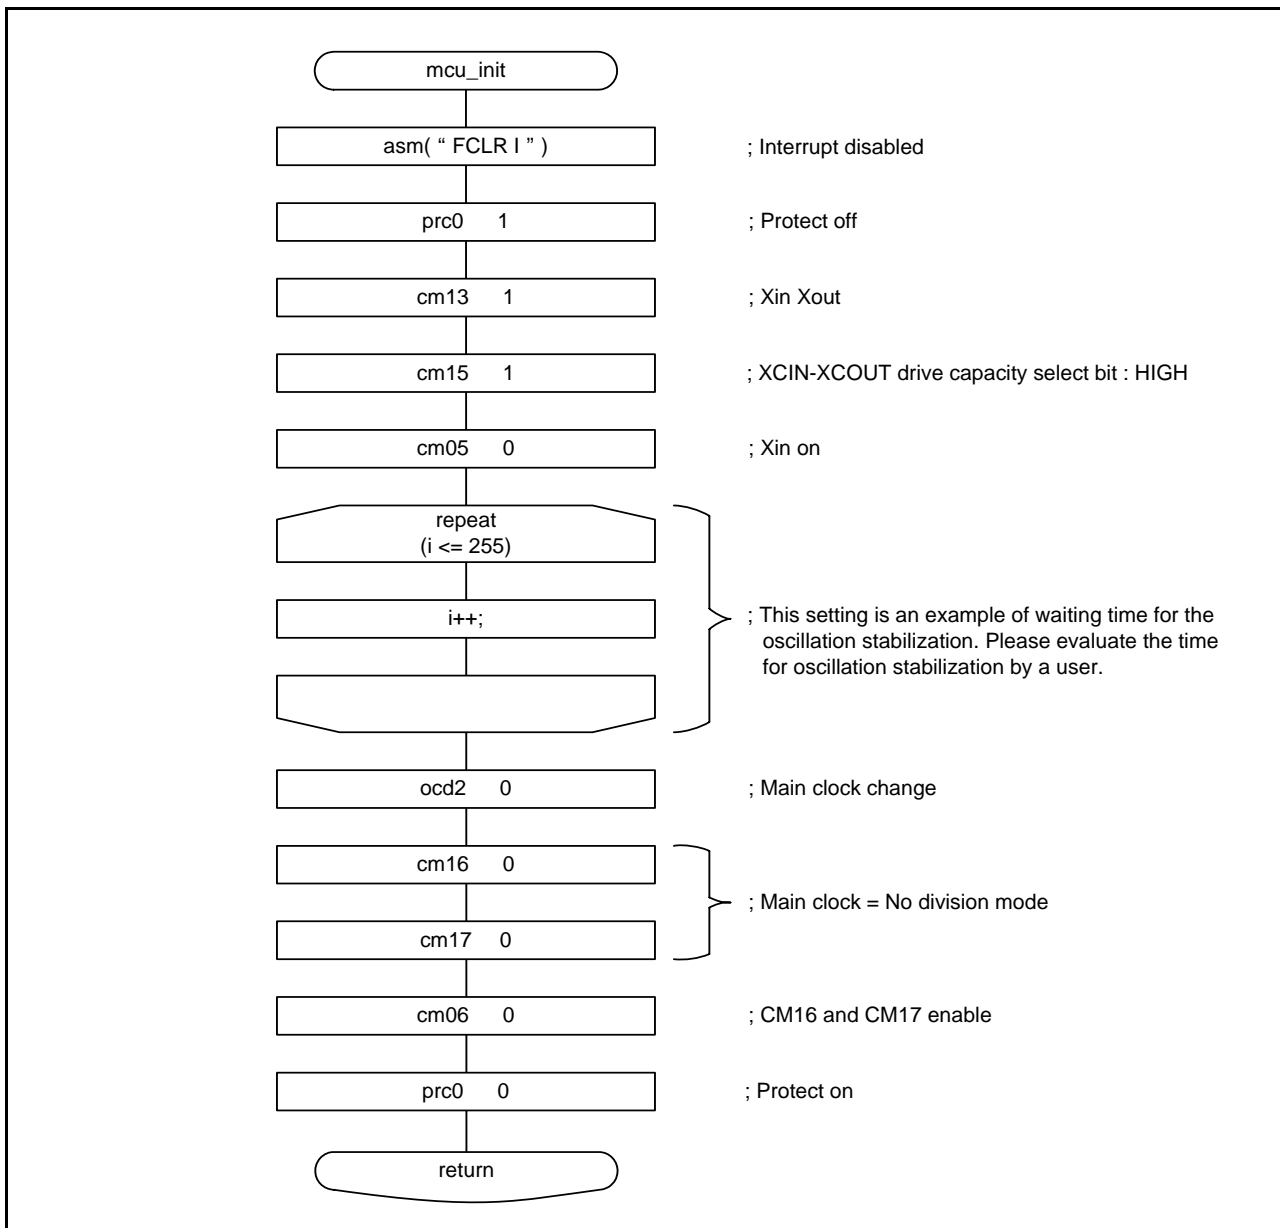 mcu_init
asm( “ FCLR I ” )
; Interrupt disabled
prc0 1
; Protect off
cm13 1
; Xin Xout
cm15 1
; XCIN-XCOUT drive capacity select bit : HIGH
cm05 0
; Xin on
repeat
(i <= 255)
i++;
; This setting is an example of waiting time for the
oscillation stabilization. Please evaluate the time
for oscillation stabilization by a user.
ocd2 0
; Main clock change
cm16 0
; Main clock = No division mode
cm17 0
cm06 0
; CM16 and CM17 enable
prc0 0
; Protect on
return